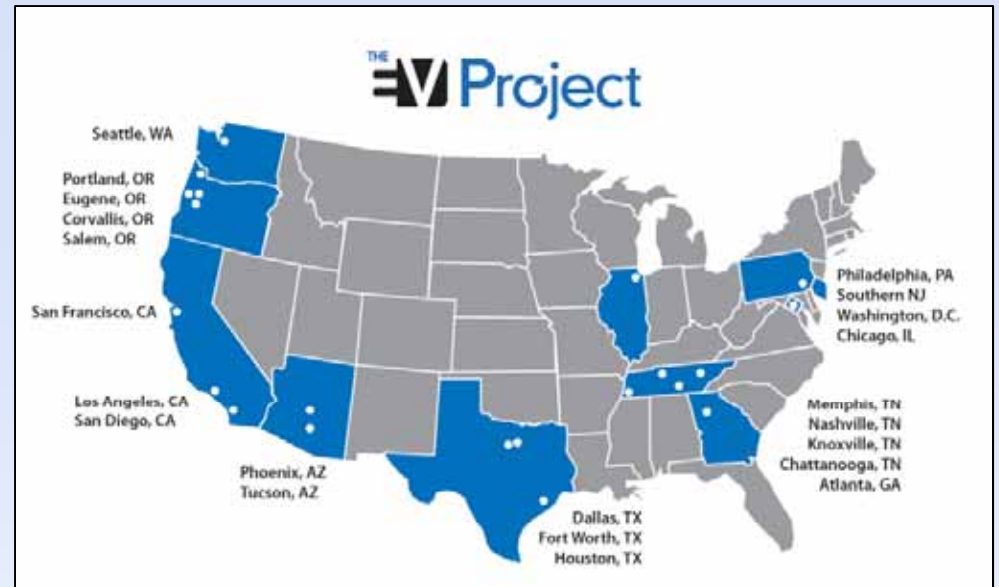 THE
EV Project
Seattle, WA
Portland, OR
Eugene, OR
Corvallis, OR
Salem, OR
San Francisco, CA
Los Angeles, CA
San Diego, CA
Phoenix, AZ
Tucson, AZ
Dallas, TX
Fort Worth, TX
Houston, TX
Philadelphia, PA
Southern NJ
Washington, D.C.
Chicago, IL
Memphis, TN
Nashville, TN
Knoxville, TN
Chattanooga, TN
Atlanta, GA